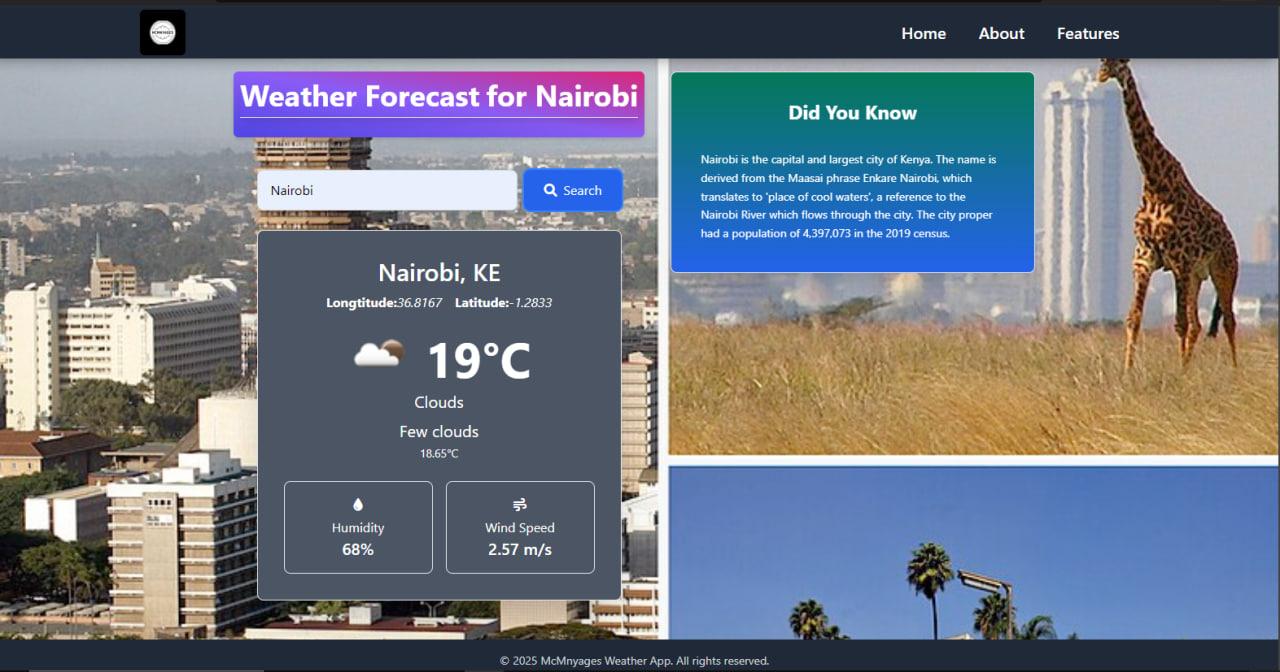 MCMNYAGES
Home
About
Features
Weather Forecast for Nairobi
Nairobi
Search
Nairobi, KE
Longtitude:36.8167 Latitude:-1.2833
19°C
Clouds
Few clouds
18.65°C
Humidity
68%
Wind Speed
2.57 m/s
Did You Know
Nairobi is the capital and largest city of Kenya. The name is
derived from the Maasai phrase Enkare Nairobi, which
translates to 'place of cool waters', a reference to the
Nairobi River which flows through the city. The city proper
had a population of 4,397,073 in the 2019 census.
© 2025 McMnyages Weather App. All rights reserved.